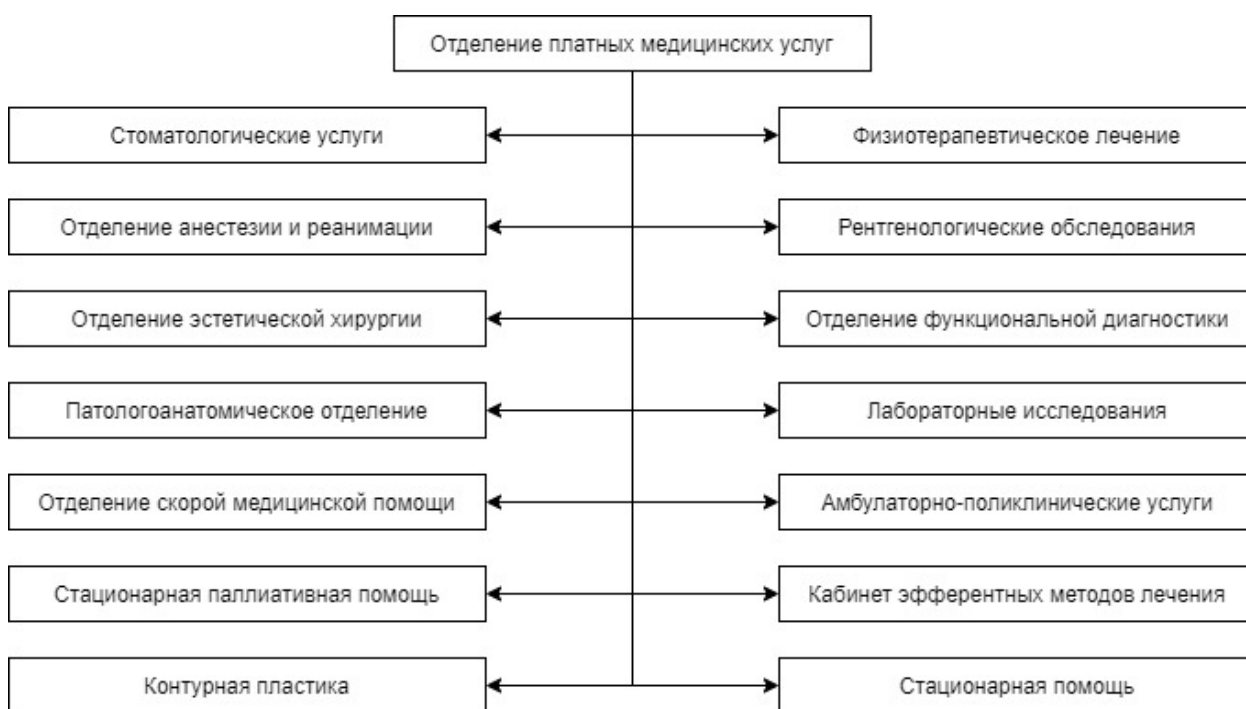 Отделение платных медицинских услуг
Стоматологические услуги
Физиотерапевтическое лечение
Отделение анестезии и реанимации
Рентгенологические обследования
Отделение эстетической хирургии
Отделение функциональной диагностики
Патологоанатомическое отделение
Лабораторные исследования
Отделение скорой медицинской помощи
Амбулаторно-поликлинические услуги
Стационарная паллиативная помощь
Кабинет эфферентных методов лечения
Контурная пластика
Стационарная помощь